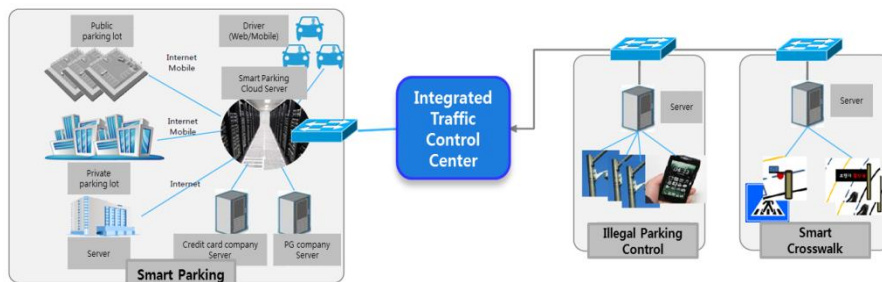 Public
parking lot
Internet
Mobile
Driver
(Web/Mobile)
Smart Parking
Cloud Server
Internet
Mobile
Private
parking lot
Internet
Server
Credit card company
Server
PG company
Server
Smart Parking
Integrated
Traffic
Control
Center
Server
Illegal Parking
Control
Server
Smart
Crosswalk